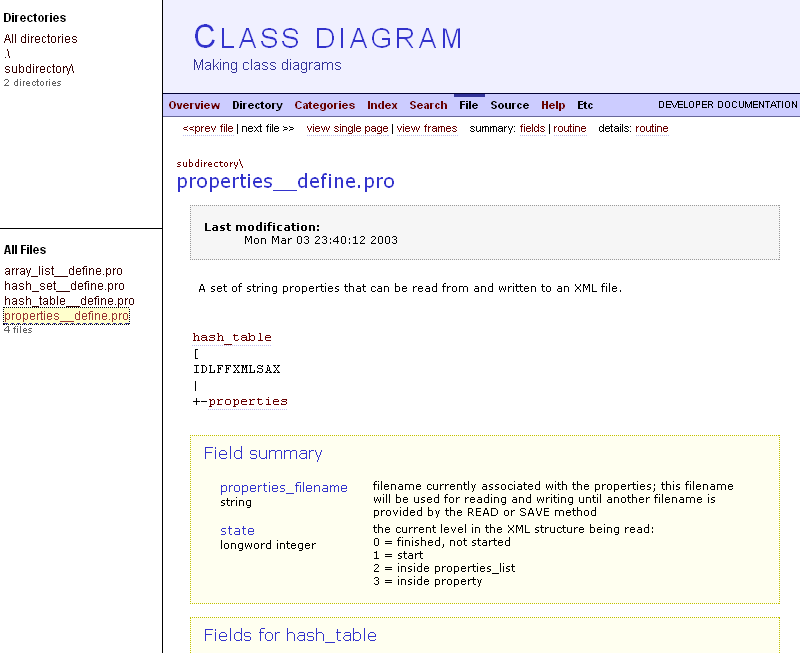 Directories
All directories
.\
subdirectory\
2 directories
All Files
array_list__define.pro
hash_set__define.pro
hash_table__define.pro
properties__define.pro
4 files
CLASS DIAGRAM
Making class diagrams
Overview Directory Categories Index Search File Source Help Etc DEVELOPER DOCUMENTATION
<<prev file | next file >> view single page | view frames summary: fields | routine details: routine
subdirectory\
properties__define.pro
Last modification:
Mon Mar 03 23:40:12 2003
A set of string properties that can be read from and written to an XML file.
hash_table
[
IDLFFXMLSAX
|
+-properties
Field summary
properties_filename filename currently associated with the properties; this filename
string will be used for reading and writing until another filename is
provided by the READ or SAVE method
state the current level in the XML structure being read:
longword integer 0 = finished, not started
1 = start
2 = inside properties_list
3 = inside property
Fields for hash_table